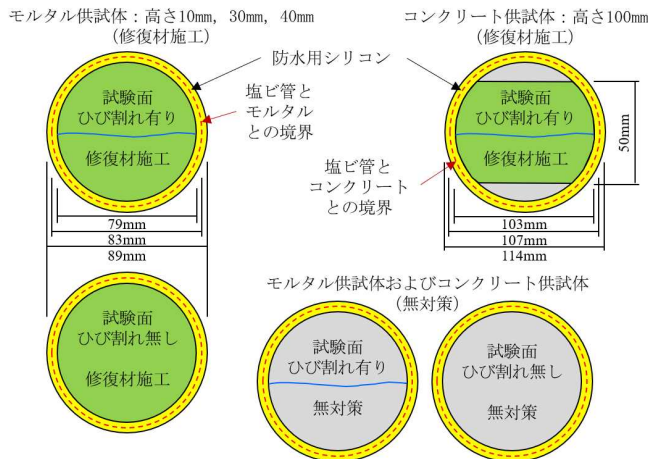 モルタル供試体：高さ10mm, 30mm, 40mm
(修復材施工)
コンクリート供試体：高さ100mm
(修復材施工)
防水用シリコン
塩ビ管と
モルタル
との境界
試験面
ひび割れ有り
修復材施工
79mm
83mm
89mm
試験面
ひび割れ有り
修復材施工
50mm
塩ビ管と
コンクリート
との境界
103mm
107mm
114mm
試験面
ひび割れ無し
修復材施工
モルタル供試体およびコンクリート供試体
(無対策)
試験面
ひび割れ有り
無対策
試験面
ひび割れ無し
無対策